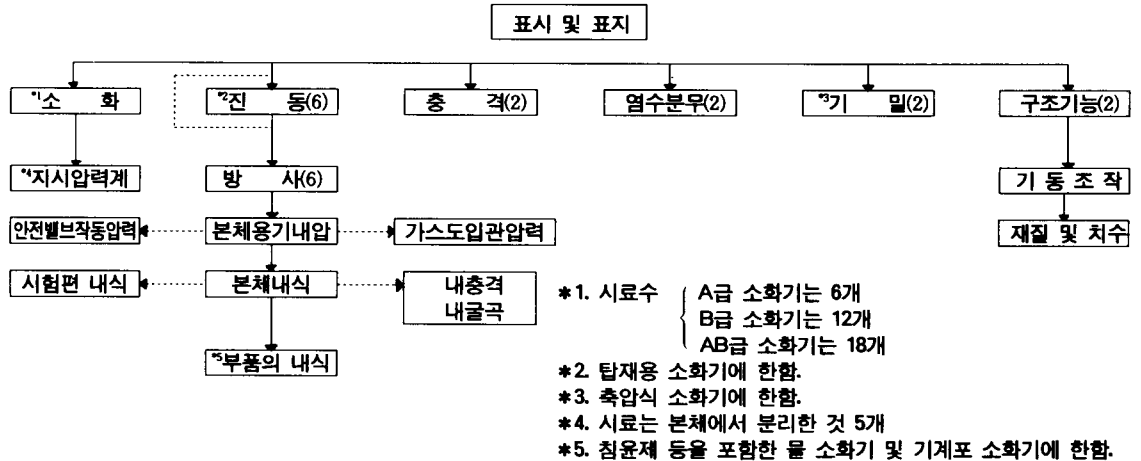 표시 및 표지
*1소 화
*2진 동(6)
충 격(2)
염수분무(2)
*3기 밀(2)
구조기능(2)
*4지시압력계
방 사(6)
기 동 조 작
안전밸브작동압력
본체용기내압
가스도입관압력
재질 및 치수
시험편 내식
본체내식
내충격
내굴곡
*5부품의 내식
*1. 시료수 A급 소화기는 6개
B급 소화기는 12개
AB급 소화기는 18개
*2. 탑재용 소화기에 한함.
*3. 축압식 소화기에 한함.
*4. 시료는 본체에서 분리한 것 5개
*5. 침윤제 등을 포함한 물 소화기 및 기계포 소화기에 한함.